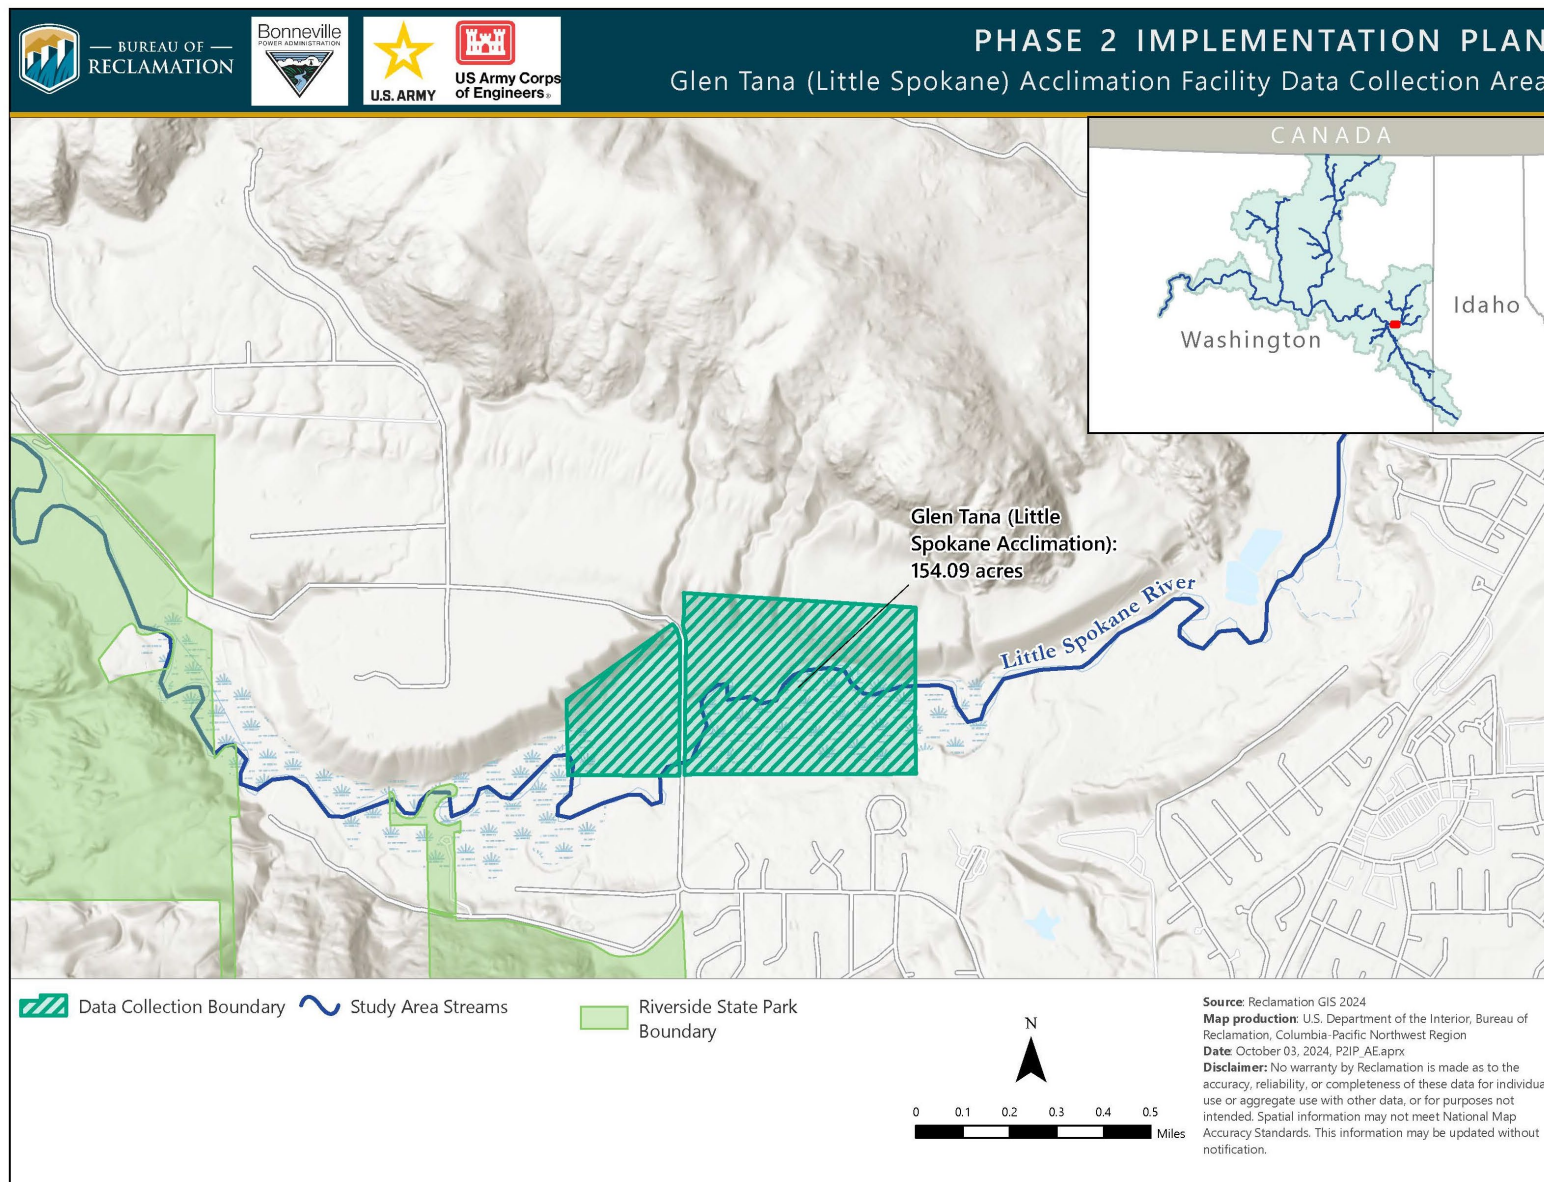 BUREAU OF
RECLAMATION
Bonneville
POWER ADMINISTRATION
U.S. ARMY
US Army Corps
of Engineers®
PHASE 2 IMPLEMENTATION PLAN
Glen Tana (Little Spokane) Acclimation Facility Data Collection Area
CANADA
Washington
Idaho
Glen Tana (Little
Spokane Acclimation):
154.09 acres
Little Spokane River
Data Collection Boundary
Study Area Streams
Riverside State Park
Boundary
N
0 0.1 0.2 0.3 0.4 0.5
Miles
Source: Reclamation GIS 2024
Map production: U.S. Department of the Interior, Bureau of
Reclamation, Columbia-Pacific Northwest Region
Date: October 03, 2024, P2IP_AE.aprx
Disclaimer: No warranty by Reclamation is made as to the
accuracy, reliability, or completeness of these data for individua
use or aggregate use with other data, or for purposes not
intended. Spatial information may not meet National Map
Accuracy Standards. This information may be updated without
notification.